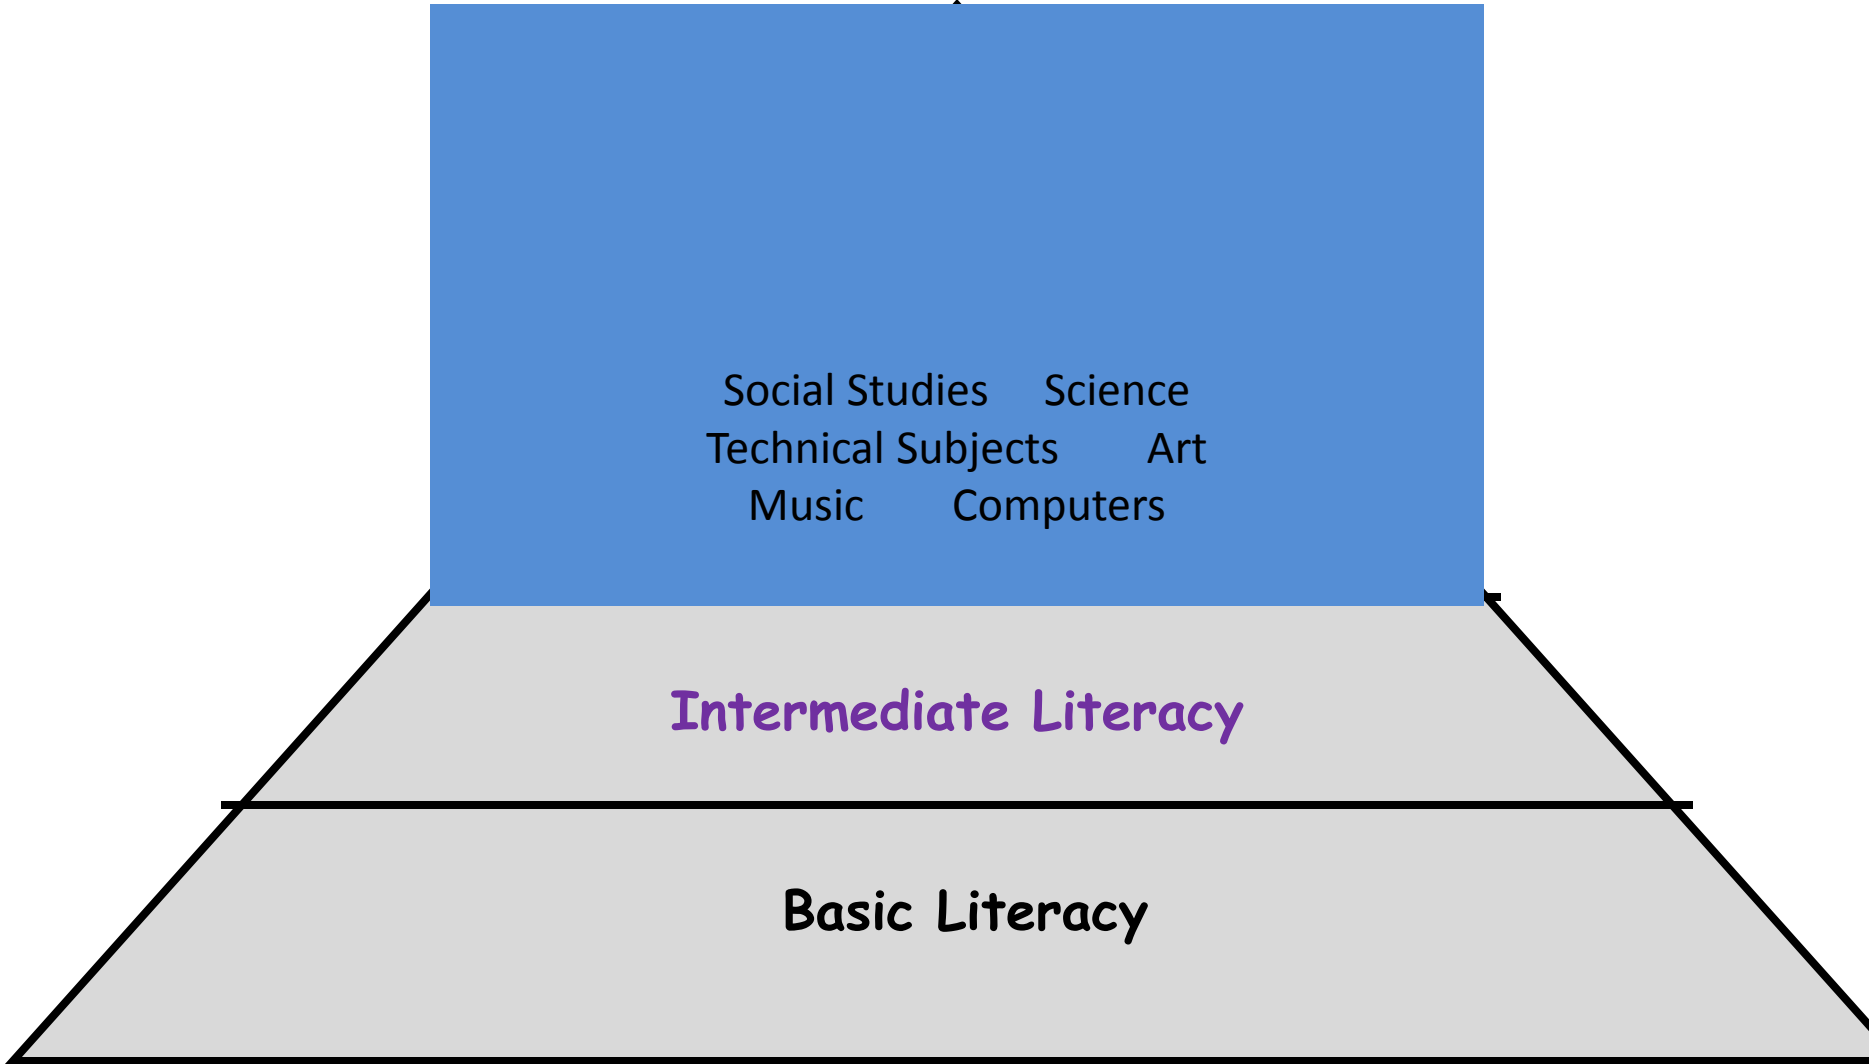 Social Studies Science
Technical Subjects Art
Music Computers
Intermediate Literacy
Basic Literacy